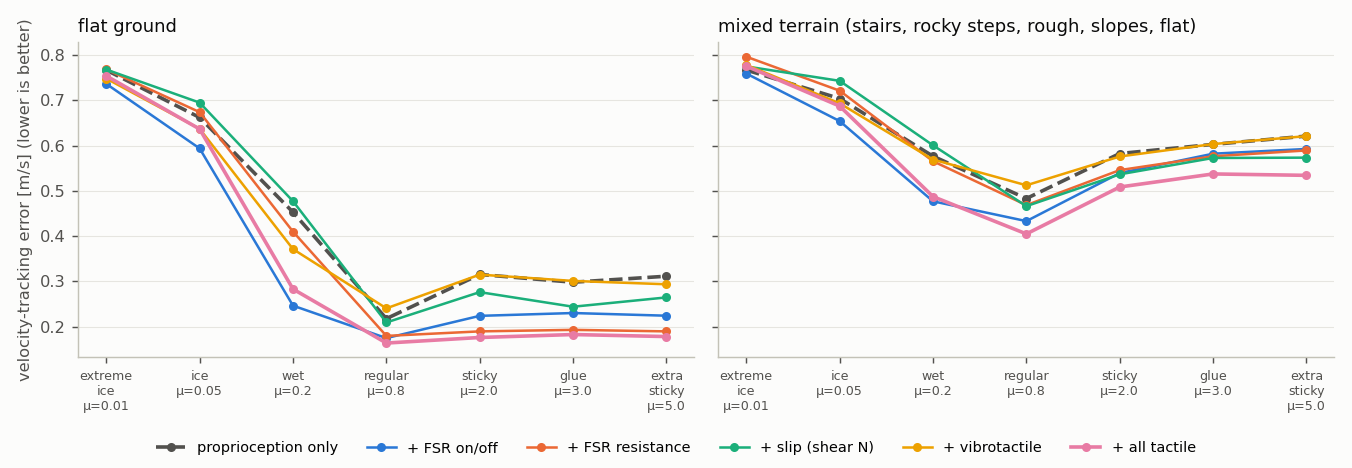 flat ground
mixed terrain (stairs, rocky steps, rough, slopes, flat)
velocity-tracking error [m/s] (lower is better)
0.8
0.7
0.6
0.5
0.4
0.3
0.2
extreme
ice
μ=0.01
ice
μ=0.05
wet
μ=0.2
regular
μ=0.8
sticky
μ=2.0
glue
μ=3.0
extra
sticky
μ=5.0
extreme
ice
μ=0.01
ice
μ=0.05
wet
μ=0.2
regular
μ=0.8
sticky
μ=2.0
glue
μ=3.0
extra
sticky
μ=5.0
proprioception only
+ FSR on/off
+ FSR resistance
+ slip (shear N)
+ vibrotactile
+ all tactile